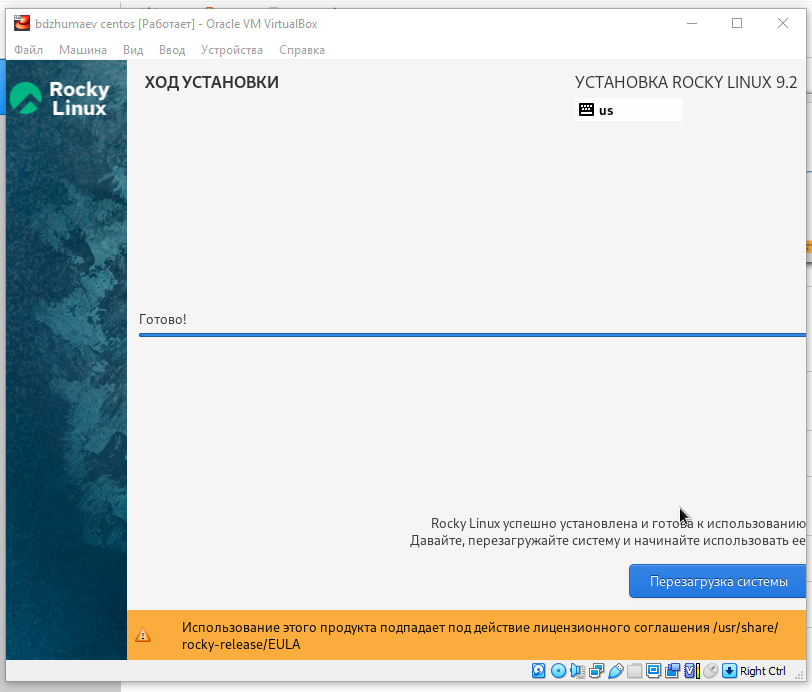 bdzhumaev centos [Работает] - Oracle VM VirtualBox
Файл Машина Вид Ввод Устройства Справка
Rocky
Linux
ХОД УСТАНОВКИ
УСТАНОВКА ROCKY LINUX 9.2
us
Готово!
Rocky Linux успешно установлена и готова к использованию
Давайте, перезагружайте систему и начинайте использовать ее
Перезагрузка системы
Использование этого продукта подпадает под действие лицензионного соглашения /usr/share/
rocky-release/EULA
Right Ctrl